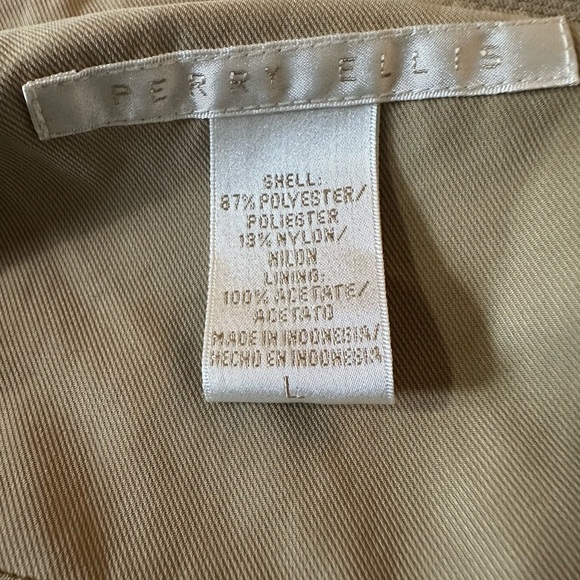 PERRY ELLIS
SHELL:
87% POLYESTER/
POLIESTER
13% NYLON/
NILON
LINING:
100% ACETATE/
ACETATO
MADE IN INDONESIA/
HECHO EN INDONESIA
L